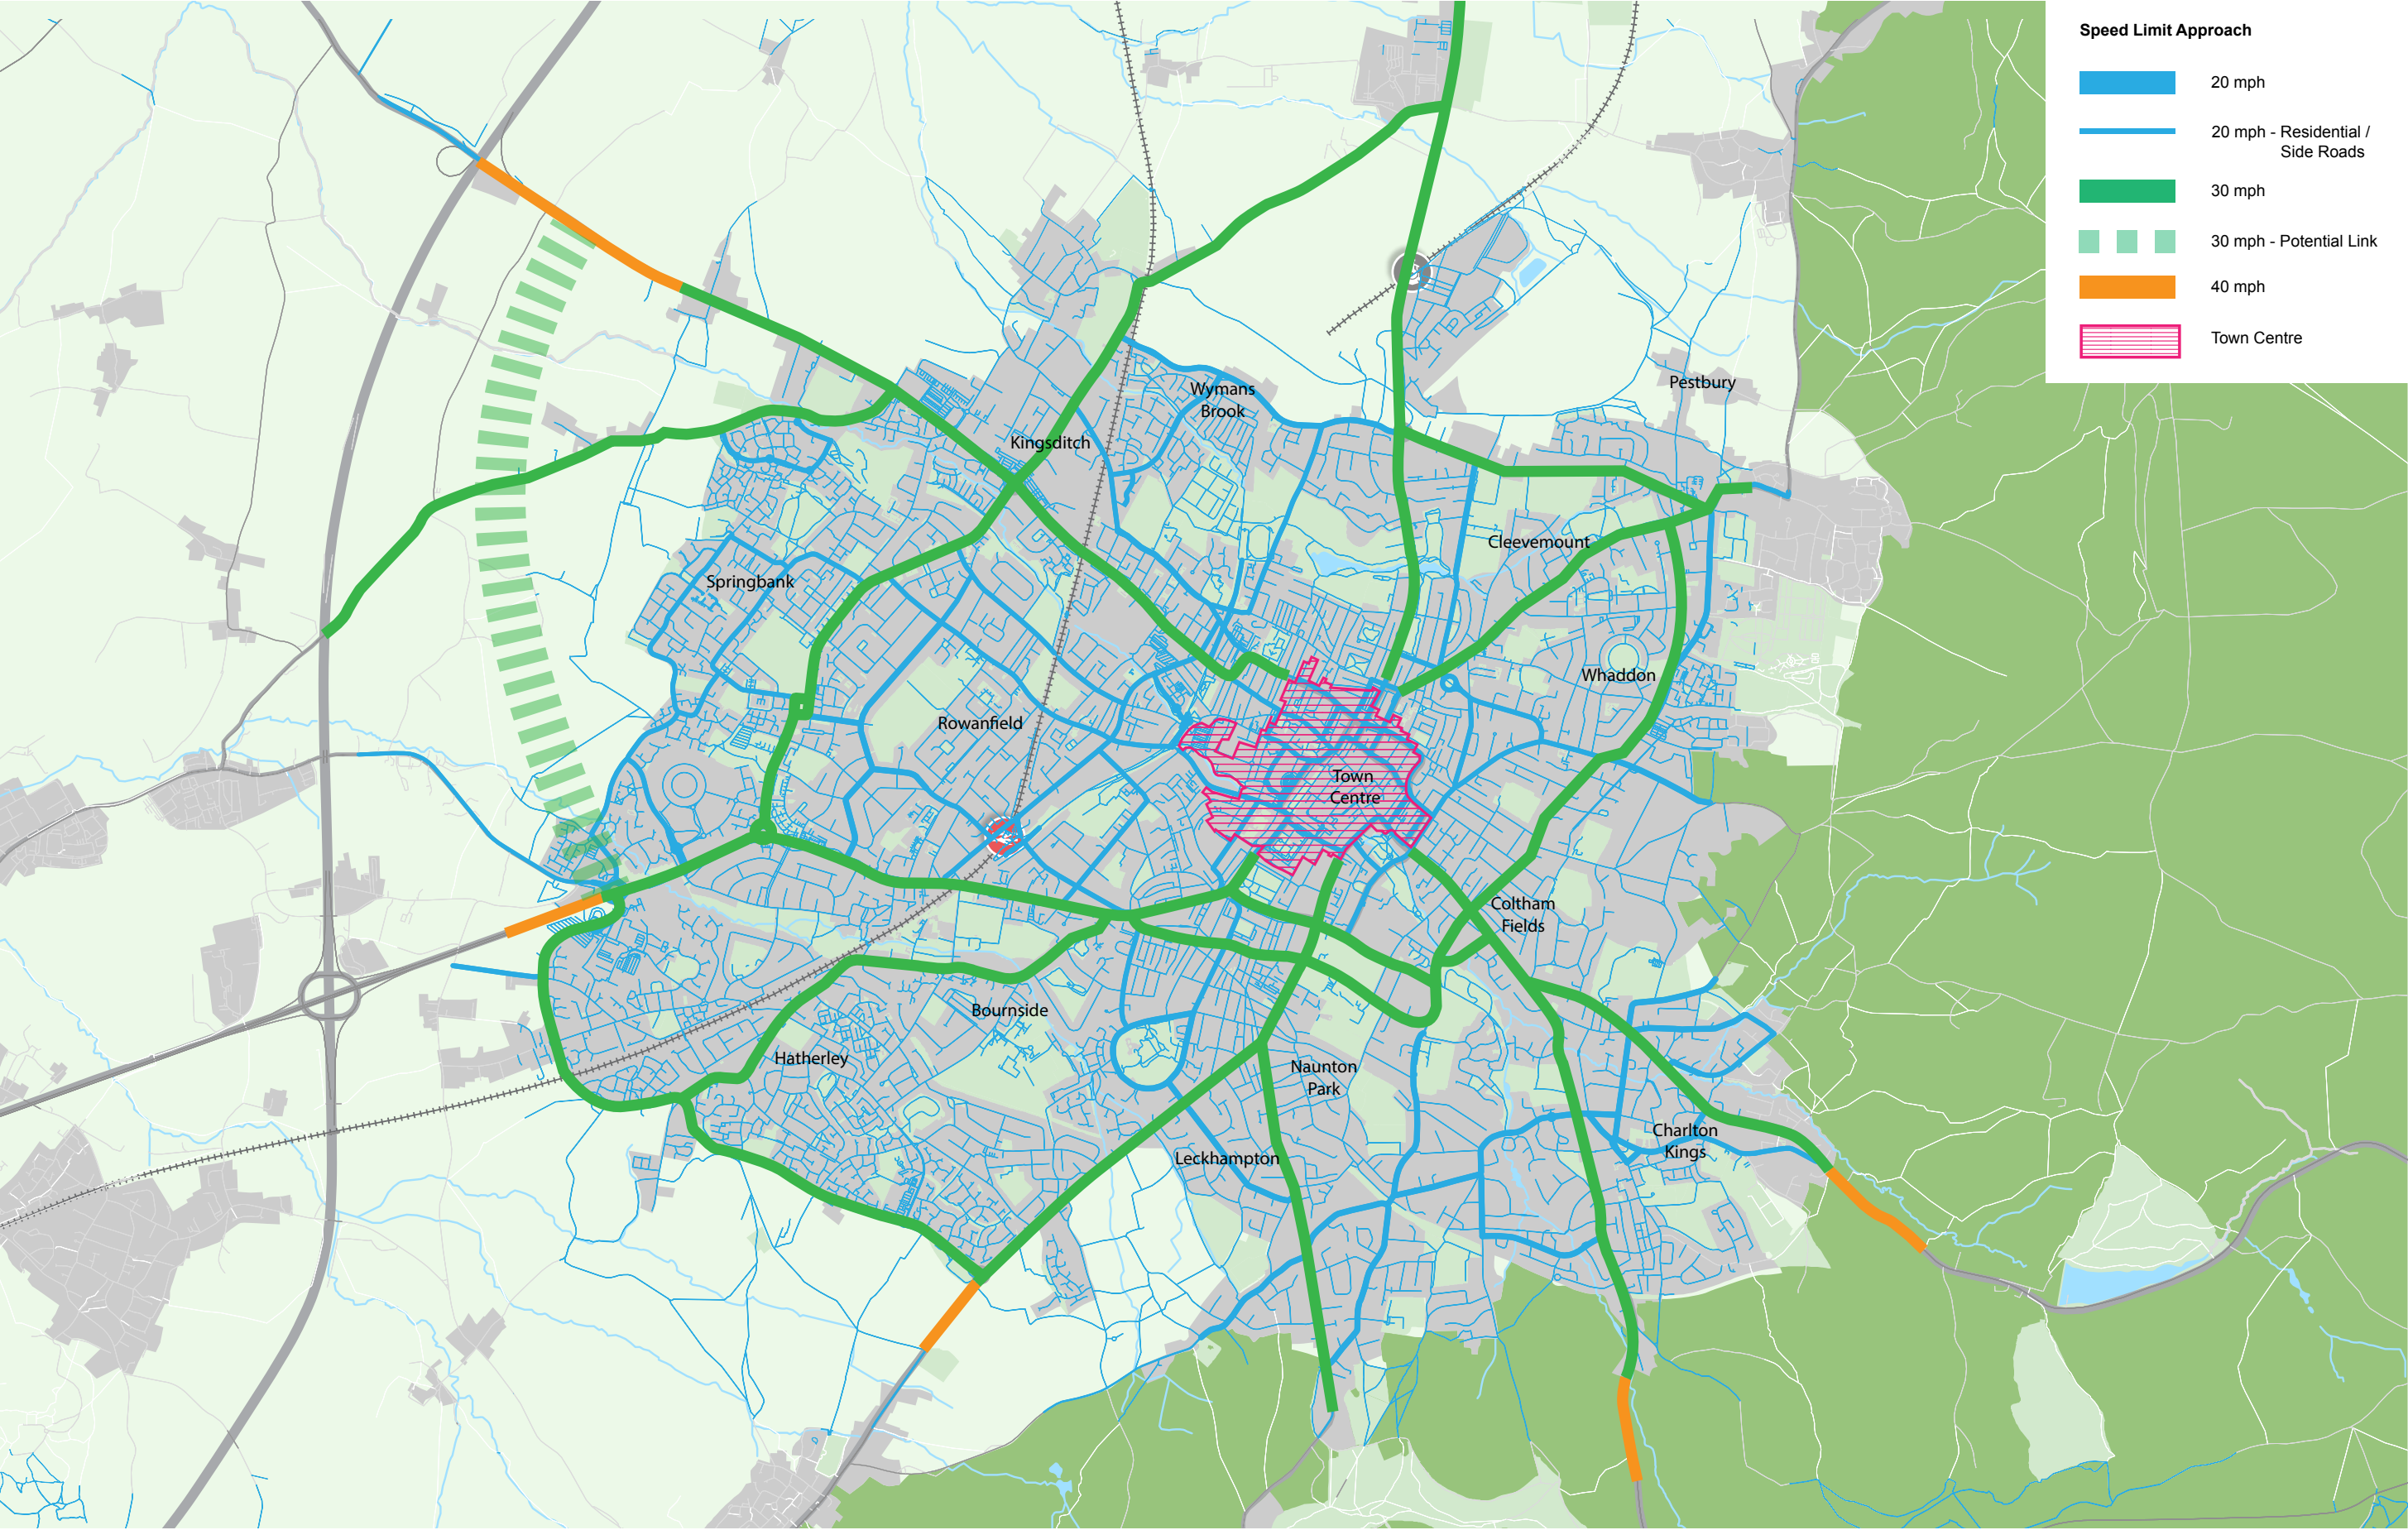 Speed Limit Approach
20 mph
20 mph - Residential /
Side Roads
30 mph
30 mph - Potential Link
40 mph
Town Centre
Pestbury
Wymans
Brook
Kingsditch
Cleevemount
Springbank
Whaddon
Rowanfield
Town
Centre
Coltham
Fields
Bournside
Hatherley
Naunton
Park
Charlton
Kings
Leckhampton